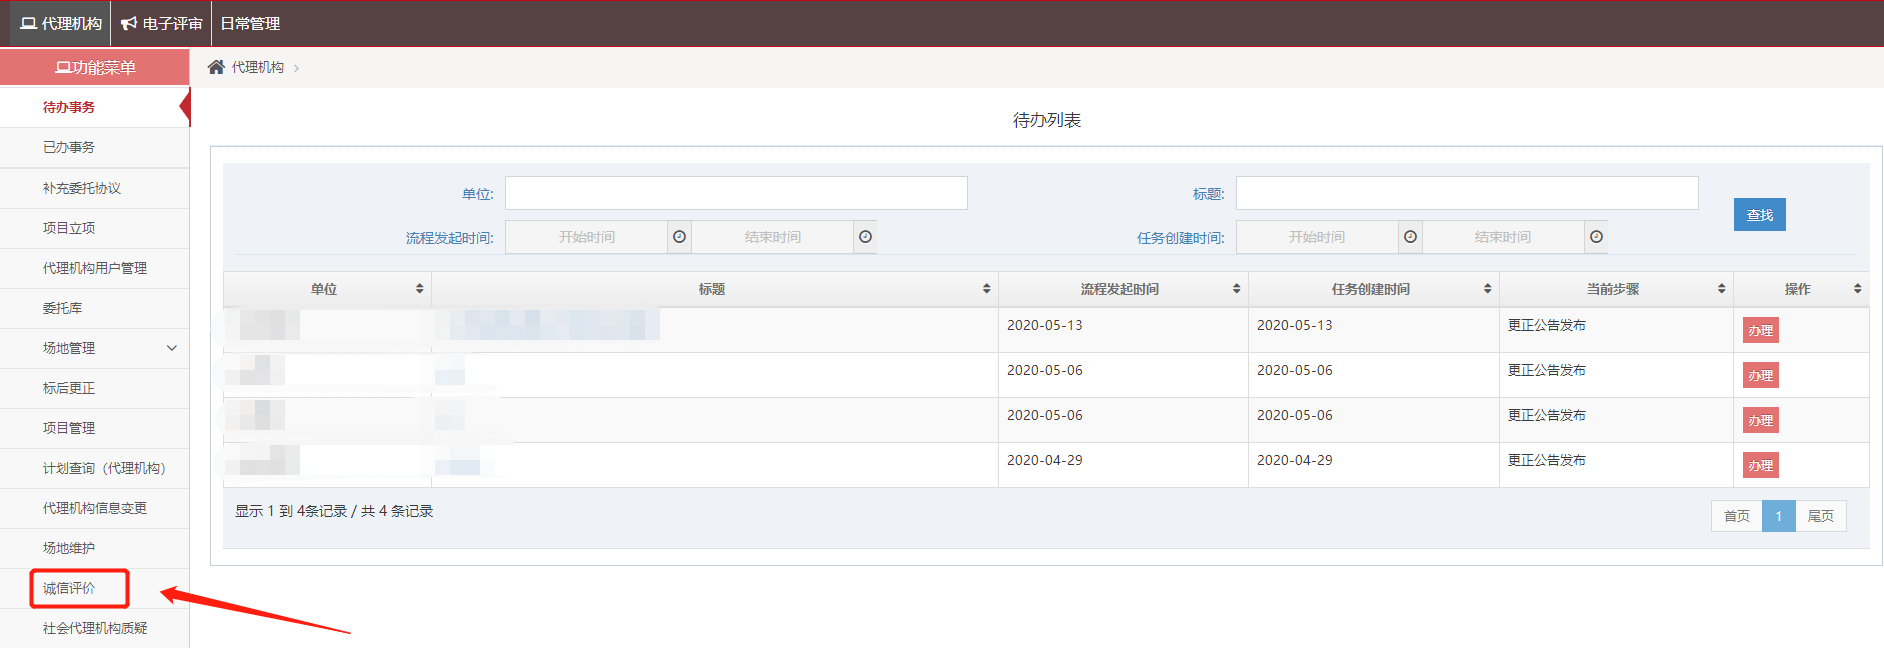 代理机构 电子评审 日常管理
功能菜单
代理机构 >
待办事务
已办事务
补充委托协议
项目立项
代理机构用户管理
委托库
场地管理
标后更正
项目管理
计划查询（代理机构）
代理机构信息变更
场地维护
诚信评价
社会代理机构质疑
待办列表
单位: 标题:
查找
流程发起时间: 开始时间 结束时间 任务创建时间: 开始时间 结束时间
单位 标题 流程发起时间 任务创建时间 当前步骤 操作
2020-05-13 2020-05-13 更正公告发布 办理
2020-05-06 2020-05-06 更正公告发布 办理
2020-05-06 2020-05-06 更正公告发布 办理
2020-04-29 2020-04-29 更正公告发布 办理
显示 1 到 4条记录 / 共 4 条记录
首页 1 尾页